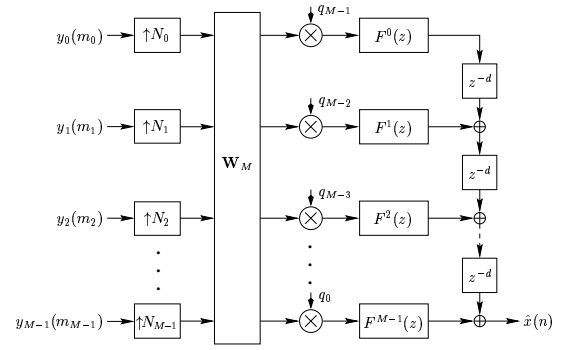 q_{M−1}
y_0(m_0) ↑N_0 F^0(z)
z^{−d}
q_{M−2}
y_1(m_1) ↑N_1 F^1(z)
W_M
z^{−d}
q_{M−3}
y_2(m_2) ↑N_2 F^2(z)
z^{−d}
q_0
y_{M−1}(m_{M−1}) ↑N_{M−1} F^{M−1}(z) x̂(n)